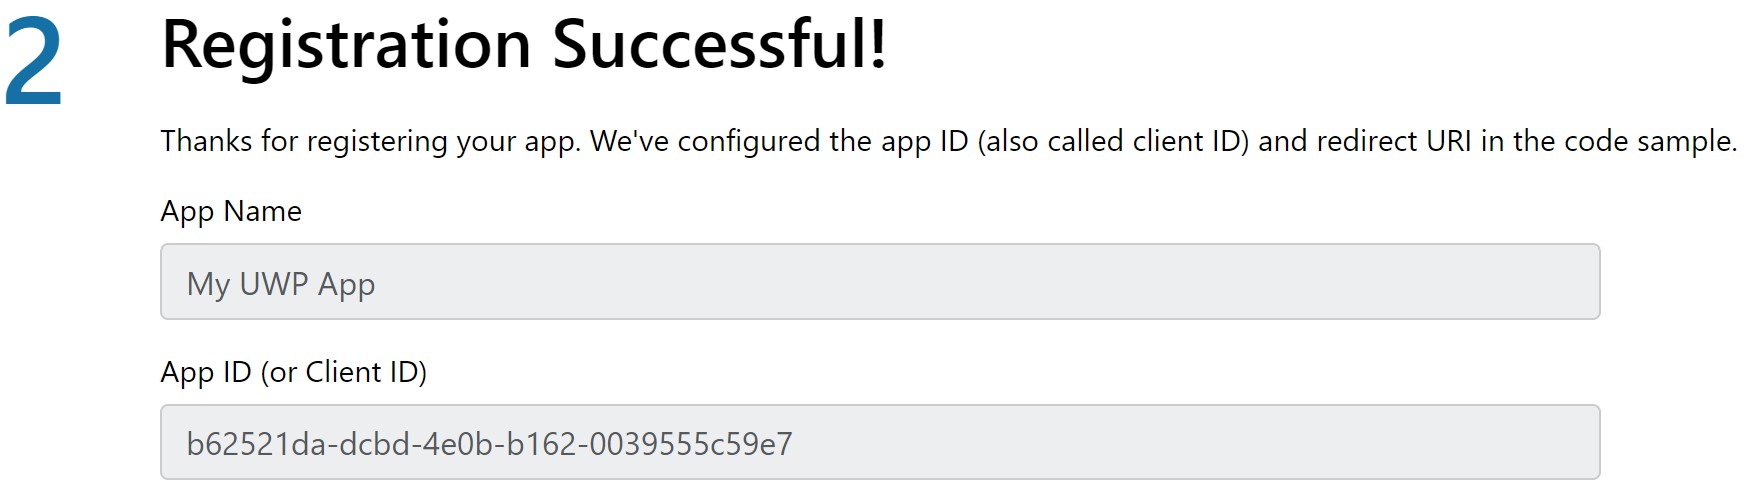 2
Registration Successful!
Thanks for registering your app. We've configured the app ID (also called client ID) and redirect URI in the code sample.
App Name
My UWP App
App ID (or Client ID)
b62521da-dcbd-4e0b-b162-0039555c59e7